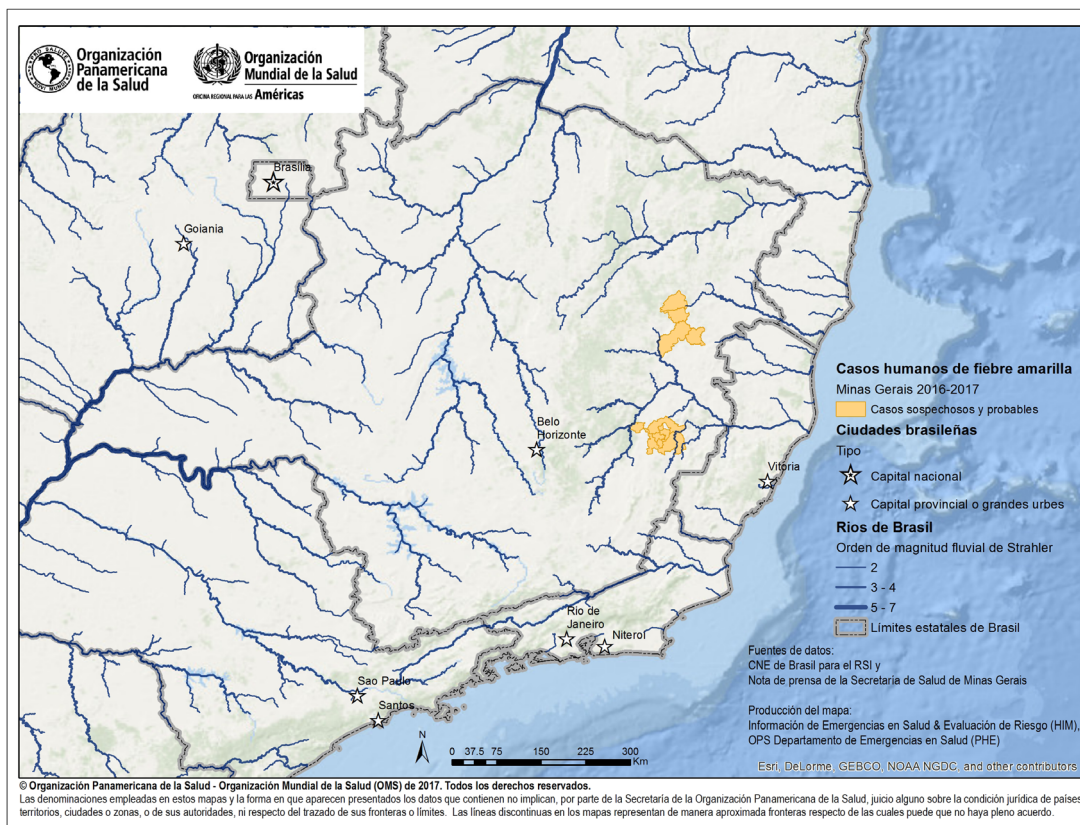 Organización
Panamericana
de la Salud
PRO SALUTE
NOVI MUNDI
Organización
Mundial de la Salud
OFICINA REGIONAL PARA LAS Américas
Brasilia
Goiania
Belo
Horizonte
Vitoria
Rio de
Janeiro
Niteroi
Sao Paulo
Santos
Casos humanos de fiebre amarilla
Minas Gerais 2016-2017
Casos sospechosos y probables
Ciudades brasileñas
Tipo
Capital nacional
Capital provincial o grandes urbes
Rios de Brasil
Orden de magnitud fluvial de Strahler
2
3 - 4
5 - 7
Límites estatales de Brasil
Fuentes de datos:
CNE de Brasil para el RSI y
Nota de prensa de la Secretaría de Salud de Minas Gerais
Producción del mapa:
Información de Emergencias en Salud & Evaluación de Riesgo (HIM),
OPS Departamento de Emergencias en Salud (PHE)
N
0 37.5 75 150 225 300
Km
Esri, DeLorme, GEBCO, NOAA NGDC, and other contributors
© Organización Panamericana de la Salud - Organización Mundial de la Salud (OMS) de 2017. Todos los derechos reservados.
Las denominaciones empleadas en estos mapas y la forma en que aparecen presentados los datos que contienen no implican, por parte de la Secretaría de la Organización Panamericana de la Salud, juicio alguno sobre la condición jurídica de países
territorios, ciudades o zonas, o de sus autoridades, ni respecto del trazado de sus fronteras o límites. Las líneas discontinuas en los mapas representan de manera aproximada fronteras respecto de las cuales puede que no haya pleno acuerdo.